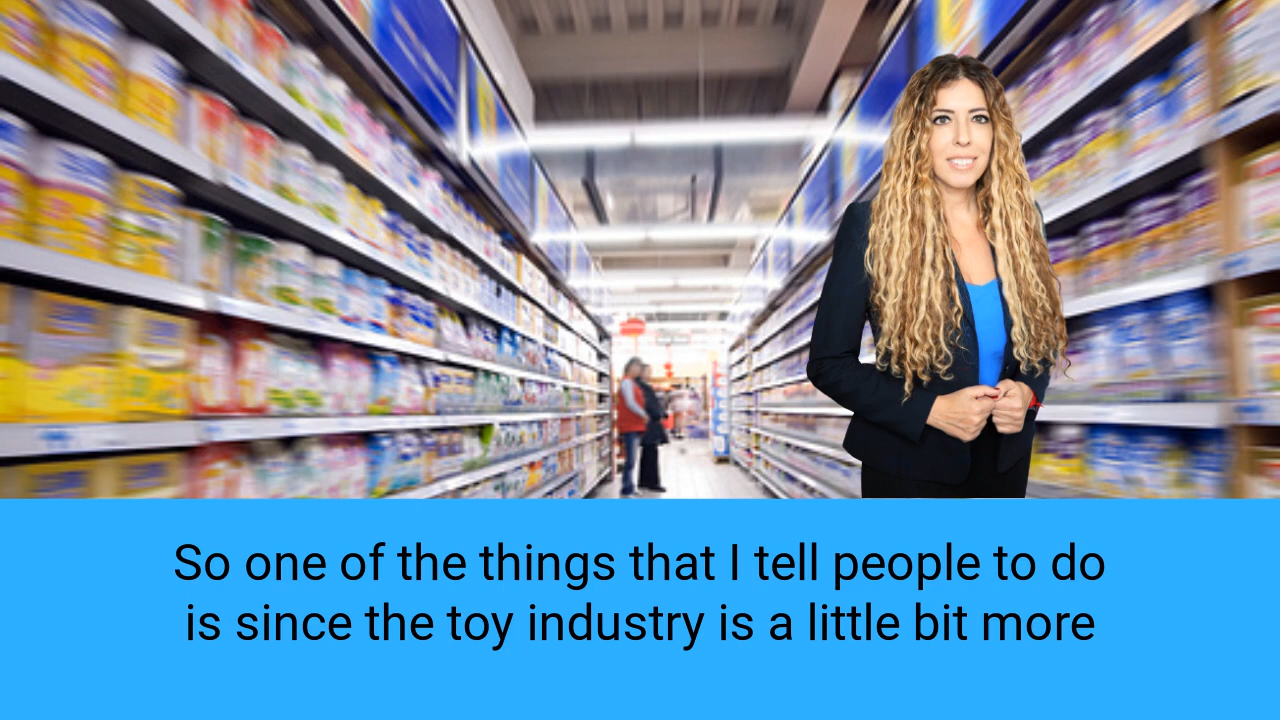 So one of the things that I tell people to do
is since the toy industry is a little bit more